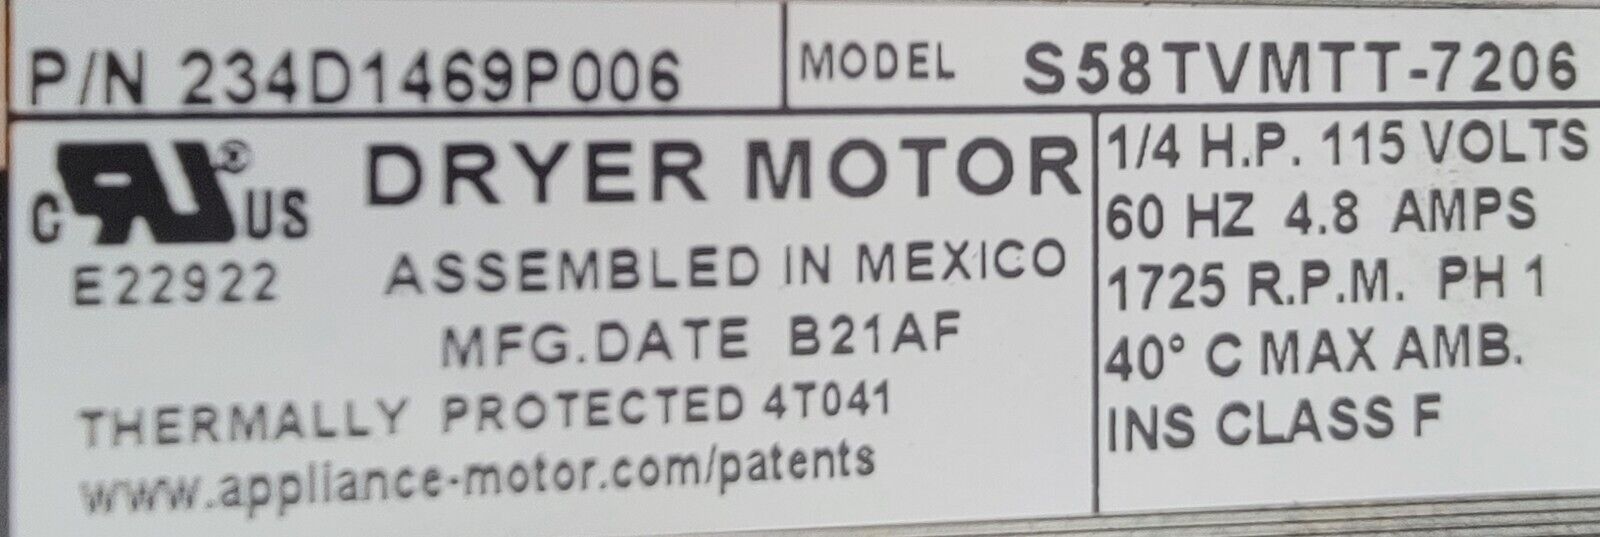 P/N 234D1469P006 MODEL S58TVMTT-7206
C RU ® US DRYER MOTOR
E22922
ASSEMBLED IN MEXICO
MFG.DATE B21AF
THERMALLY PROTECTED 4T041
www.appliance-motor.com/patents
1/4 H.P. 115 VOLTS
60 HZ 4.8 AMPS
1725 R.P.M. PH 1
40° C MAX AMB.
INS CLASS F